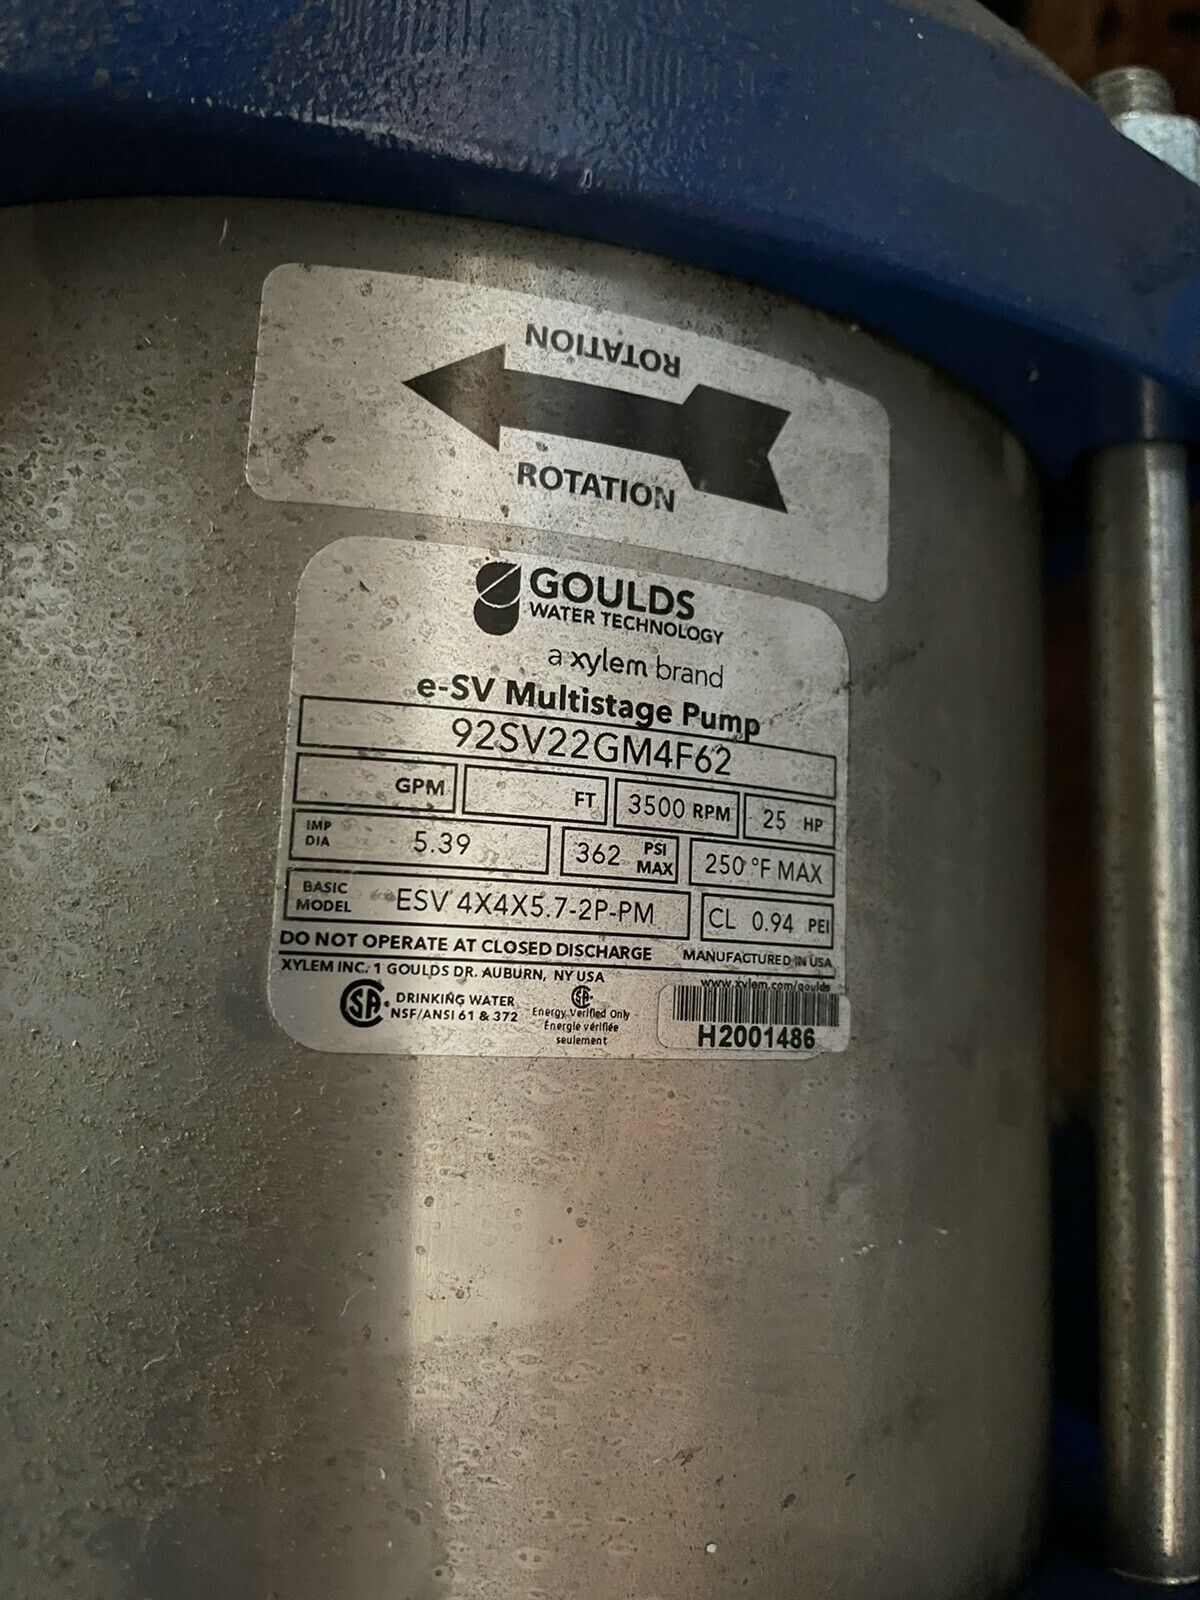 ROTATION
ROTATION
GOULDS
WATER TECHNOLOGY
a xylem brand
e-SV Multistage Pump
92SV22GM4F62
GPM FT 3500 RPM 25 HP
IMP DIA 5.39 362 PSI MAX 250 °F MAX
BASIC MODEL ESV 4X4X5.7-2P-PM CL 0.94 PEI
DO NOT OPERATE AT CLOSED DISCHARGE MANUFACTURED IN USA
XYLEM INC. 1 GOULDS DR. AUBURN, NY USA www.xylem.com/goulds
SA DRINKING WATER
NSF/ANSI 61 & 372
SA
Energy Verified Only
Énergie vérifiée
seulement
H2001486